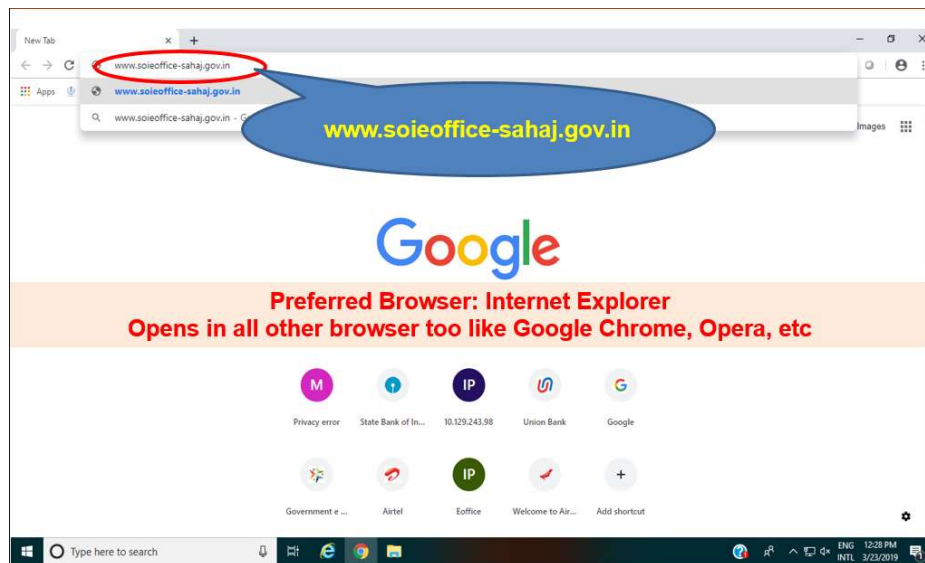 New Tab
www.soieoffice-sahaj.gov.in
Apps
www.soieoffice-sahaj.gov.in
www.soieoffice-sahaj.gov.in - G
Images
www.soieoffice-sahaj.gov.in
Google
Preferred Browser: Internet Explorer
Opens in all other browser too like Google Chrome, Opera, etc
M
IP
G
Privacy error
State Bank of In...
10.129.243.98
Union Bank
Google
IP
Government e ...
Airtel
Eoffice
Welcome to Air...
Add shortcut
Type here to search
ENG
INTL
12:28 PM
3/23/2019